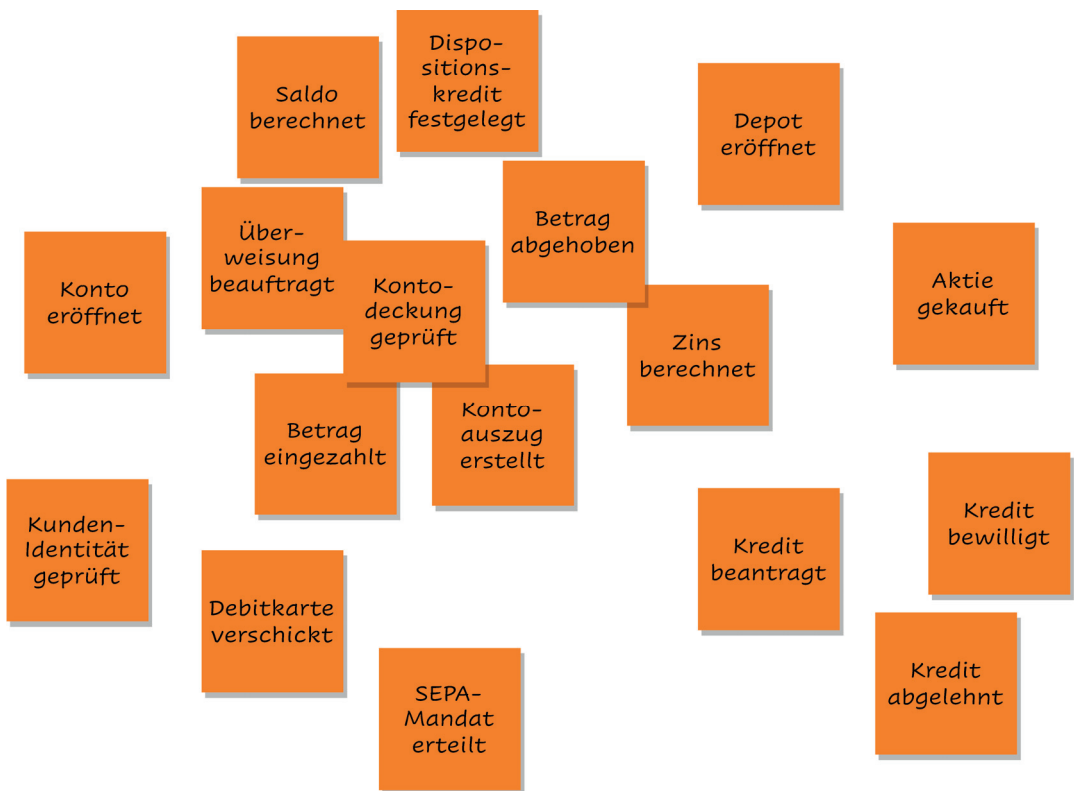 Dispo-
sitions-
kredit
festgelegt
Saldo
berechnet
Depot
eröffnet
Betrag
abgehoben
Über-
weisung
beauftragt
Konto
eröffnet
Konto-
deckung
geprüft
Aktie
gekauft
Zins
berechnet
Betrag
eingezahlt
Konto-
auszug
erstellt
Kunden-
Identität
geprüft
Kredit
bewilligt
Kredit
beantragt
Debitkarte
verschickt
Kredit
abgelehnt
SEPA-
Mandat
erteilt